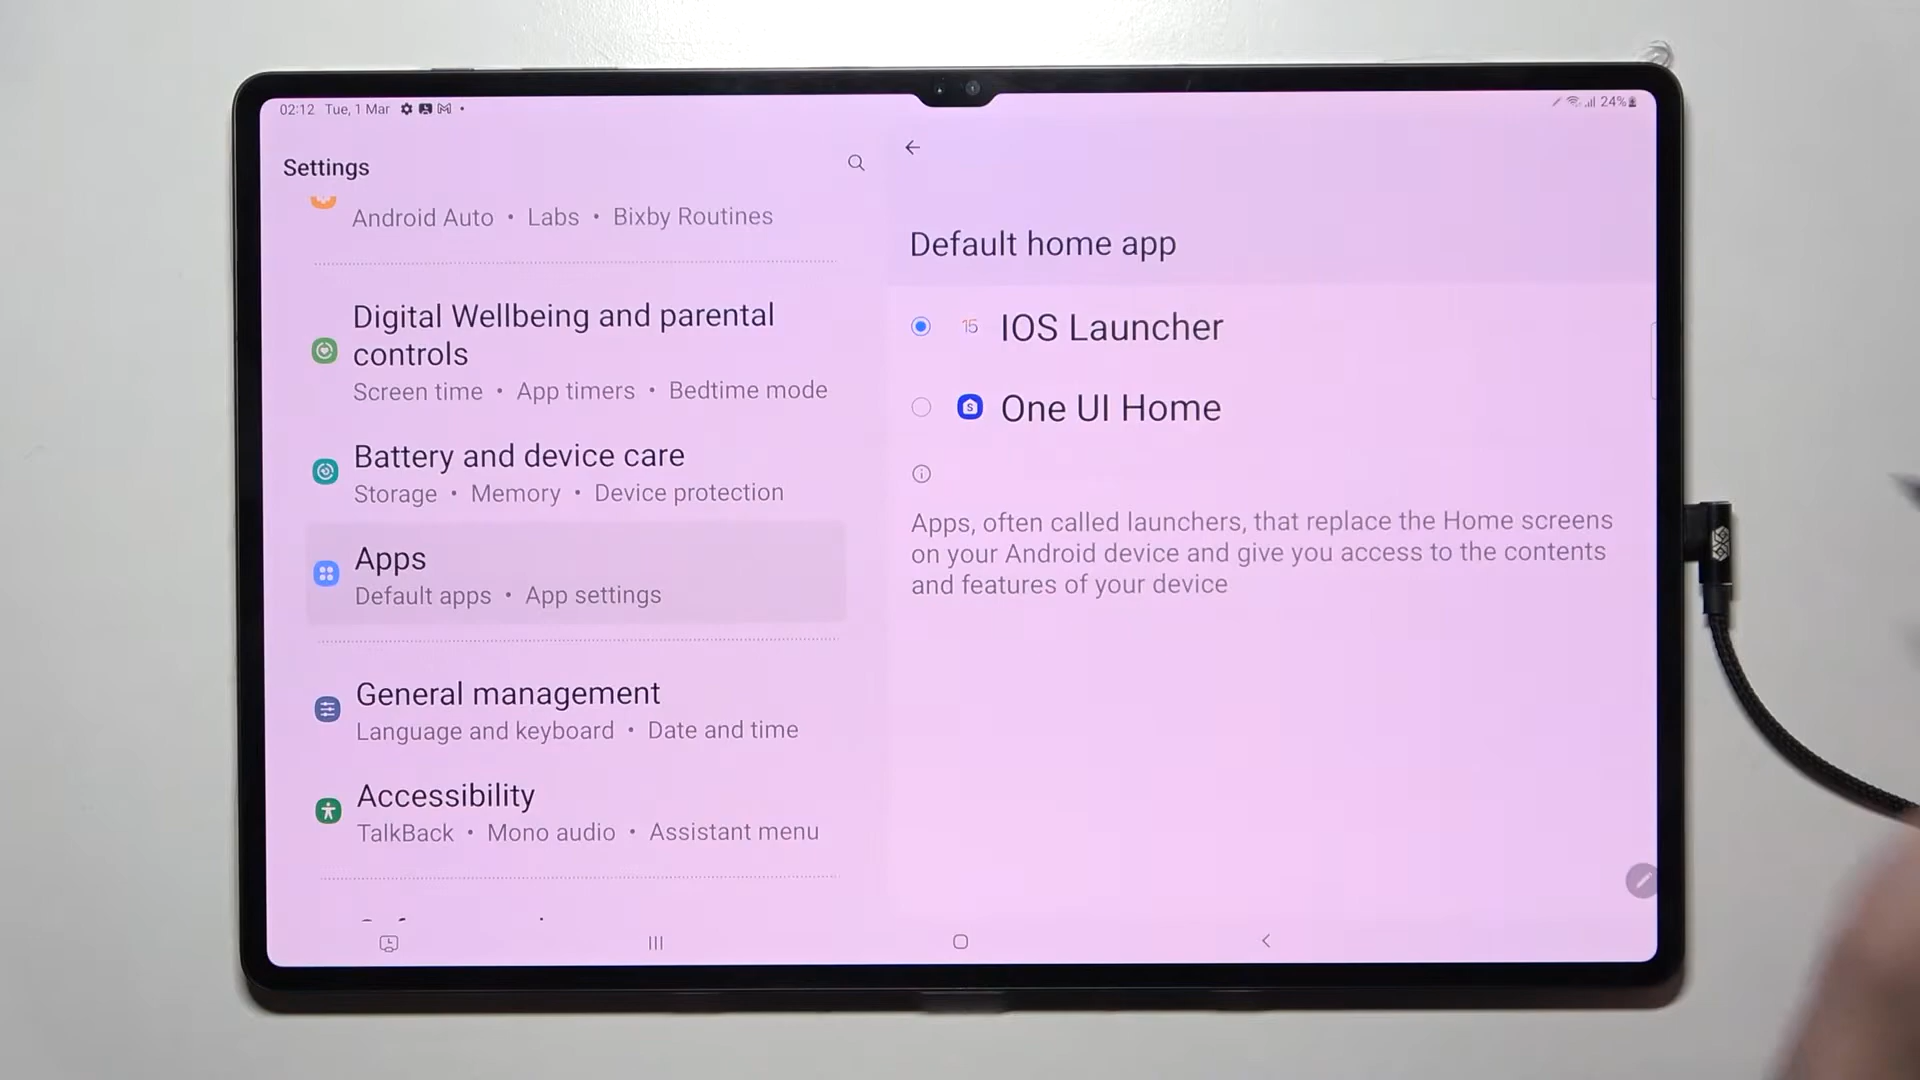 02:12 Tue, 1 Mar
24%
Settings
Android Auto • Labs • Bixby Routines
Digital Wellbeing and parental
controls
Screen time • App timers • Bedtime mode
Battery and device care
Storage • Memory • Device protection
Apps
Default apps • App settings
General management
Language and keyboard • Date and time
Accessibility
TalkBack • Mono audio • Assistant menu
Default home app
15 IOS Launcher
S One UI Home
Apps, often called launchers, that replace the Home screens
on your Android device and give you access to the contents
and features of your device